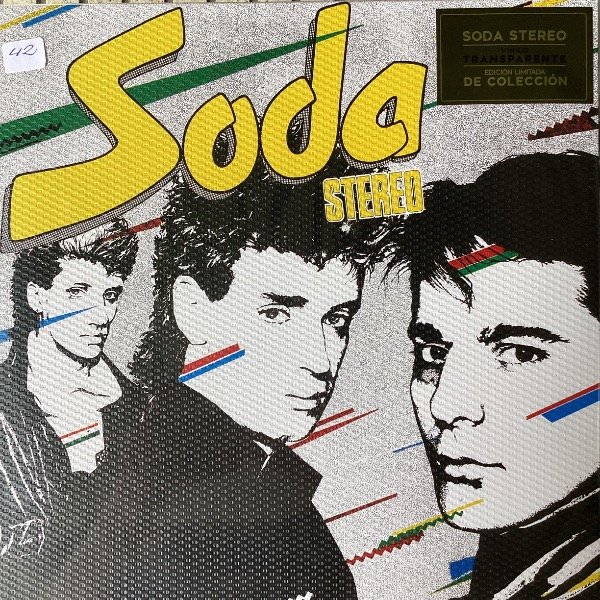 42
Soda
STEREO
SODA STEREO
VINILO
TRANSPARENTE
EDICIÓN LIMITADA
DE COLECCIÓN